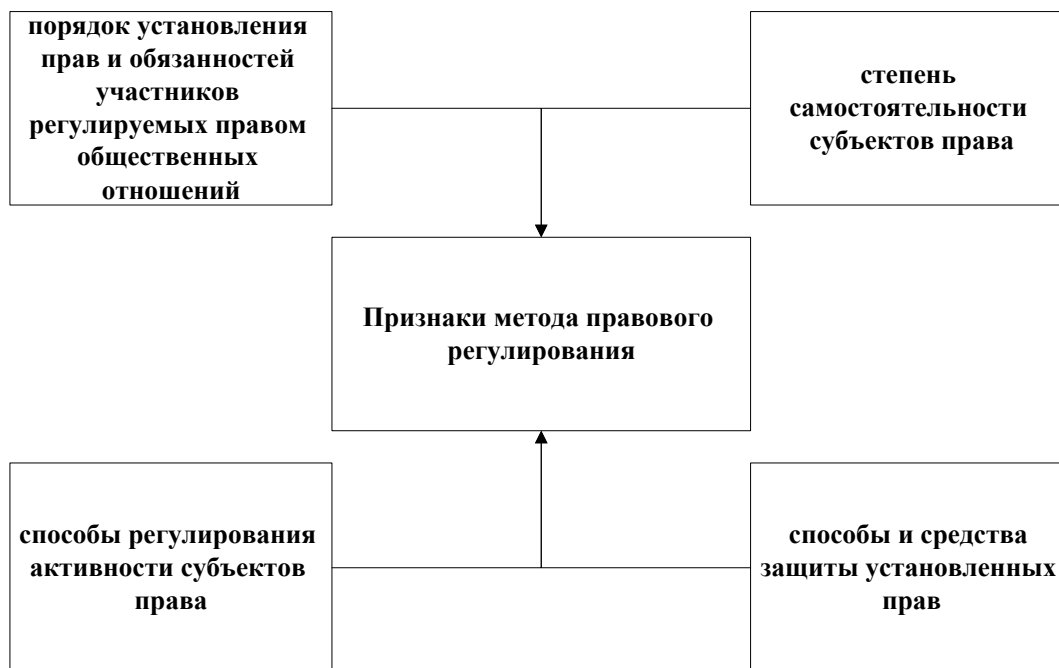 порядок установления
прав и обязанностей
участников
регулируемых правом
общественных
отношений
степень
самостоятельности
субъектов права
Признаки метода правового
регулирования
способы регулирования
активности субъектов
права
способы и средства
защиты установленных
прав